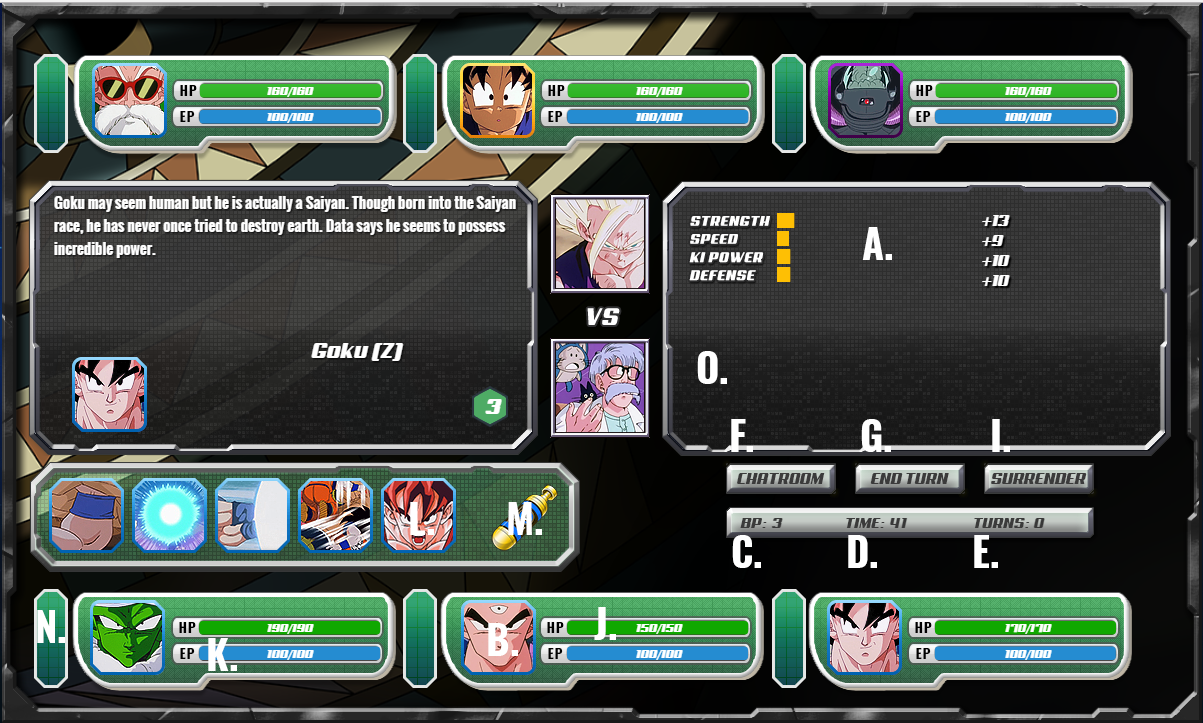 HP 160/160
EP 100/100
HP 160/160
EP 100/100
HP 160/160
EP 100/100
Goku may seem human but he is actually a Saiyan. Though born into the Saiyan
race, he has never once tried to destroy earth. Data says he seems to possess
incredible power.
Goku (Z)
3
VS
STRENGTH +13
SPEED +9
KI POWER +10
DEFENSE +10
A.
O.
F. G. I.
CHATROOM END TURN SURRENDER
BP: 3 TIME: 41 TURNS: 0
C. D. E.
L. M.
N.
HP 190/190
EP 100/100
K.
B.
HP 150/150
EP 100/100
J.
HP 170/170
EP 100/100